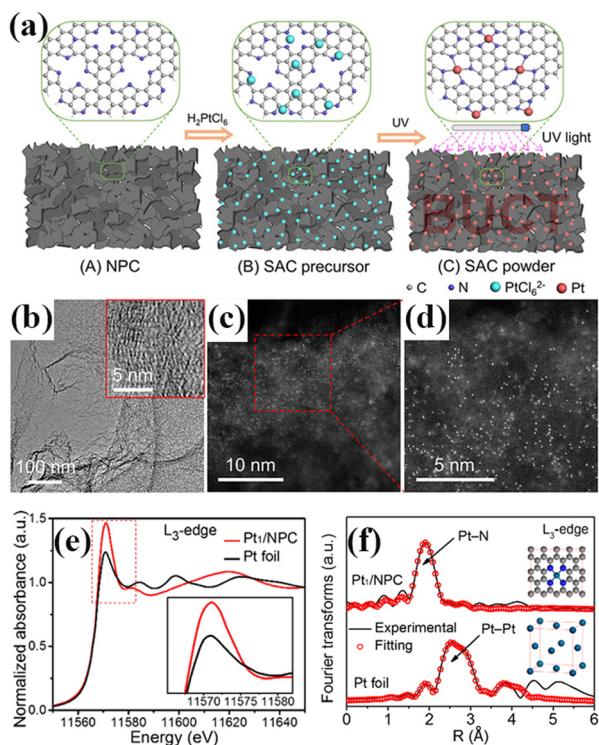 (a)
H₂PtCl₆
UV
UV light
BUCT
(A) NPC
(B) SAC precursor
(C) SAC powder
C N PtCl₆²⁻ Pt
(b)
5 nm
100 nm
(c)
10 nm
(d)
5 nm
(e)
L₃-edge
Pt₁/NPC
Pt foil
Normalized absorbance (a.u.)
1.5
1.0
0.5
0.0
11570 11575 11580
11560 11580 11600 11620 11640
Energy (eV)
(f)
L₃-edge
Pt–N
Pt₁/NPC
Experimental
Fitting
Pt–Pt
Pt foil
Fourier transforms (a.u.)
0 1 2 3 4 5 6
R (Å)